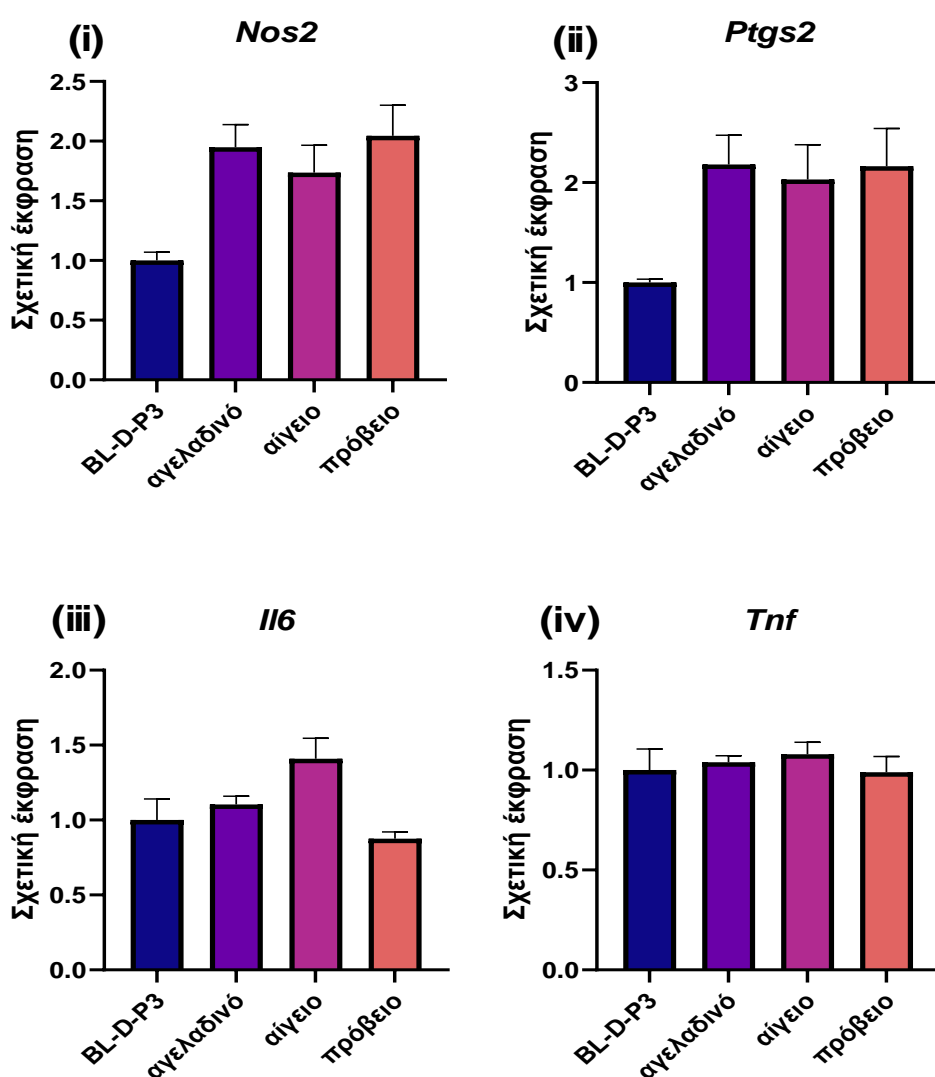 (i) Nos2
Σχετική έκφραση
2.5
2.0
1.5
1.0
0.5
0.0
BL-D-P3
αγελαδινό
αίγειο
πρόβειο
(ii) Ptgs2
Σχετική έκφραση
3
2
1
0
BL-D-P3
αγελαδινό
αίγειο
πρόβειο
(iii) Il6
Σχετική έκφραση
2.0
1.5
1.0
0.5
0.0
BL-D-P3
αγελαδινό
αίγειο
πρόβειο
(iv) Tnf
Σχετική έκφραση
1.5
1.0
0.5
0.0
BL-D-P3
αγελαδινό
αίγειο
πρόβειο